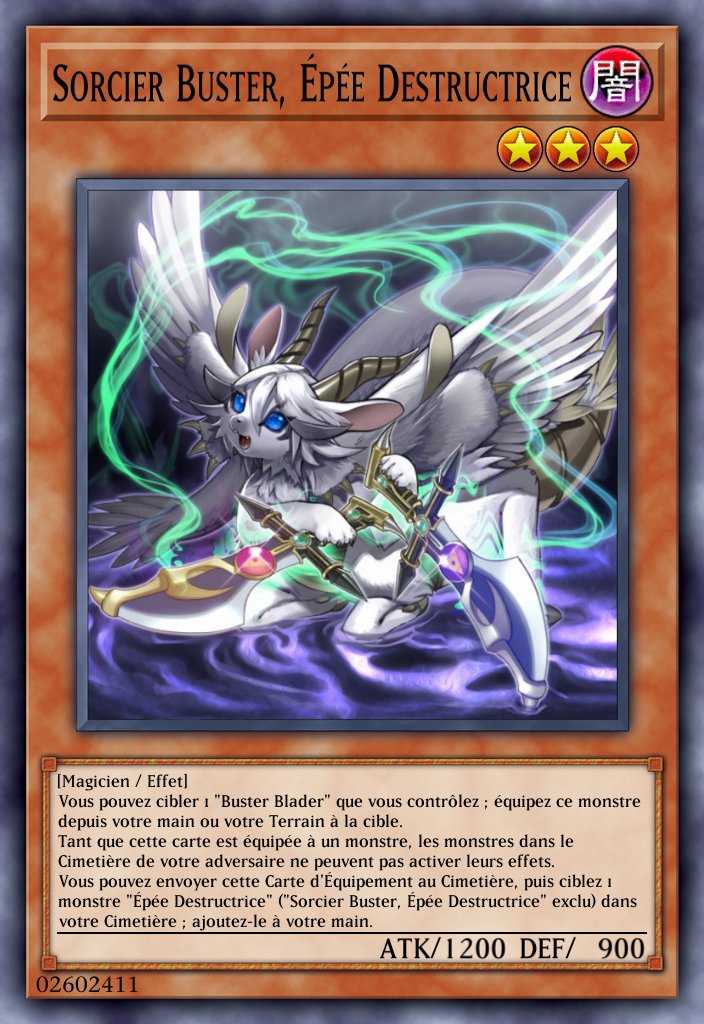 Sorcier Buster, Épée Destructrice
闇
[Magicien / Effet]
Vous pouvez cibler 1 "Buster Blader" que vous contrôlez ; équipez ce monstre
depuis votre main ou votre Terrain à la cible.
Tant que cette carte est équipée à un monstre, les monstres dans le
Cimetière de votre adversaire ne peuvent pas activer leurs effets.
Vous pouvez envoyer cette Carte d'Équipement au Cimetière, puis ciblez 1
monstre "Épée Destructrice" ("Sorcier Buster, Épée Destructrice" exclu) dans
votre Cimetière ; ajoutez-le à votre main.
ATK/1200 DEF/ 900
02602411